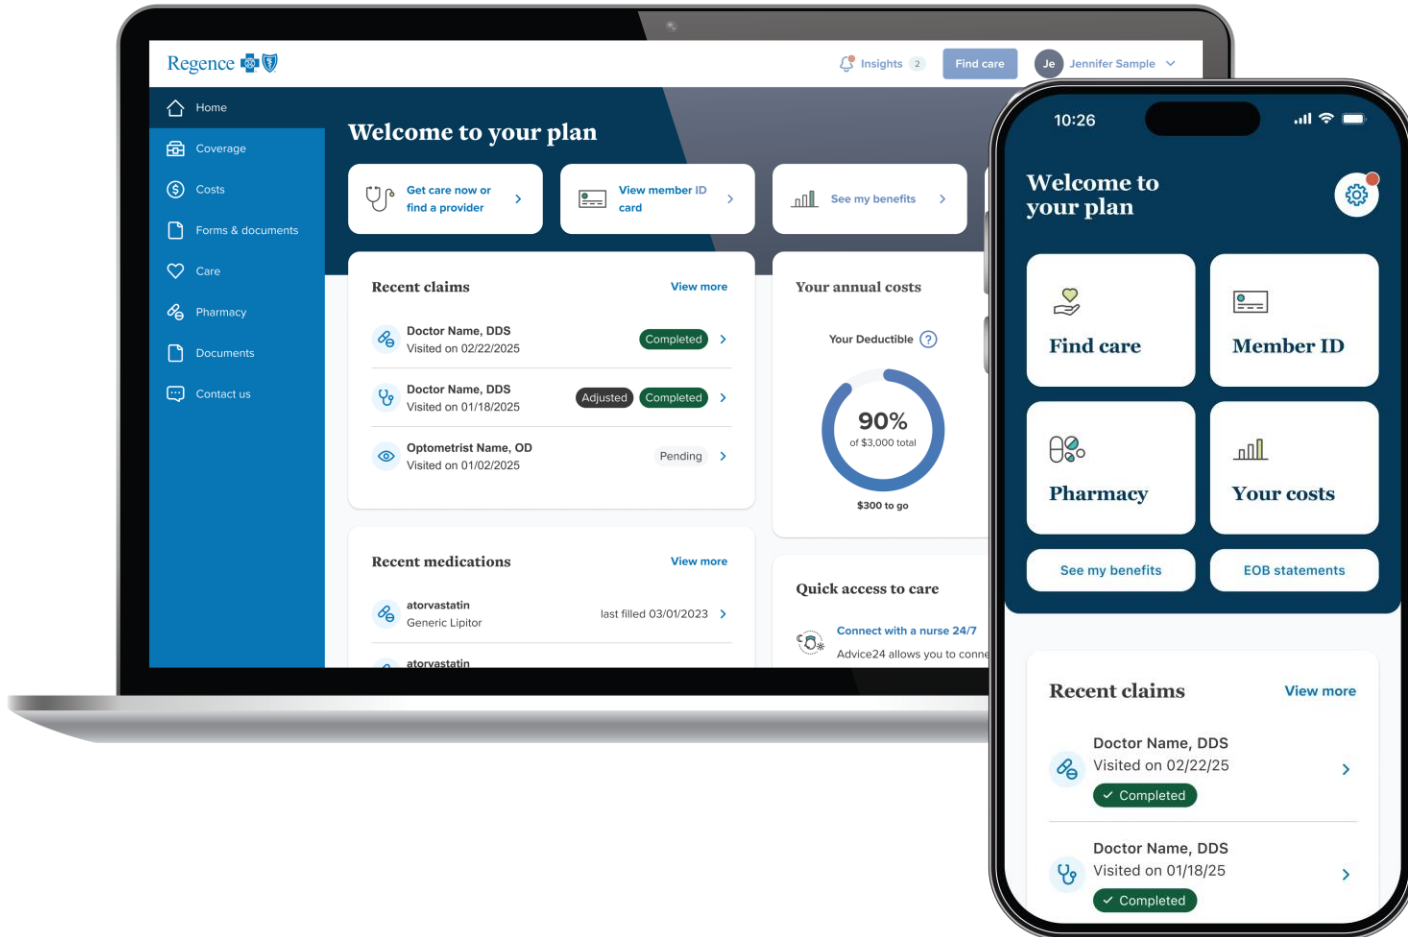 Regence
Insights 2
Find care
Je
Jennifer Sample
Home
Coverage
Costs
Forms & documents
Care
Pharmacy
Documents
Contact us
Welcome to your plan
Get care now or
find a provider
View member ID
card
See my benefits
Recent claims
View more
Doctor Name, DDS
Visited on 02/22/2025
Completed
Doctor Name, DDS
Visited on 01/18/2025
Adjusted
Completed
Optometrist Name, OD
Visited on 01/02/2025
Pending
Your annual costs
Your Deductible ?
90%
of $3,000 total
$300 to go
Recent medications
View more
atorvastatin
Generic Lipitor
last filled 03/01/2023
atorvastatin
Quick access to care
Connect with a nurse 24/7
Advice24 allows you to conne
10:26
Welcome to
your plan
Find care
Member ID
Pharmacy
Your costs
See my benefits
EOB statements
Recent claims
View more
Doctor Name, DDS
Visited on 02/22/25
✓ Completed
Doctor Name, DDS
Visited on 01/18/25
✓ Completed